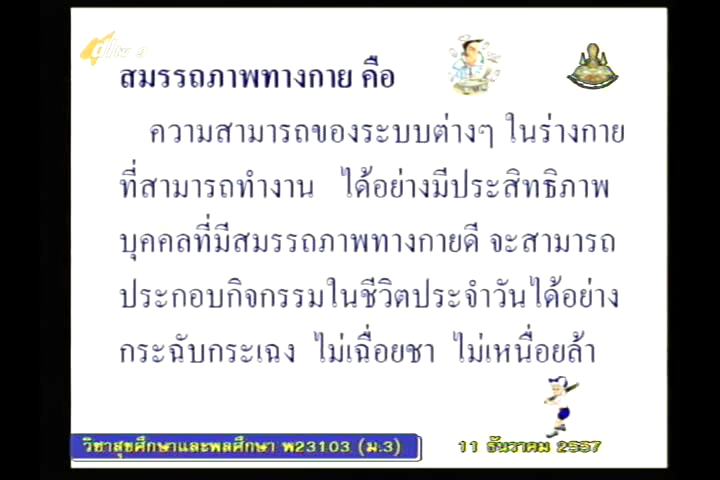 สมรรถภาพทางกาย คือ
ความสามารถของระบบต่างๆ ในร่างกาย
ที่สามารถทำงาน ได้อย่างมีประสิทธิภาพ
บุคคลที่มีสมรรถภาพทางกายดี จะสามารถ
ประกอบกิจกรรมในชีวิตประจำวันได้อย่าง
กระฉับกระเฉง ไม่เฉื่อยชา ไม่เหนื่อยล้า
วิชาสุขศึกษาและพลศึกษา พ23103 (ม.3)
11 ธันวาคม 2557